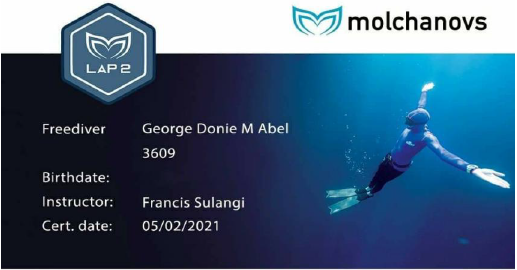 LAP 2
molchanovs
Freediver George Donie M Abel
3609
Birthdate:
Instructor: Francis Sulangi
Cert. date: 05/02/2021